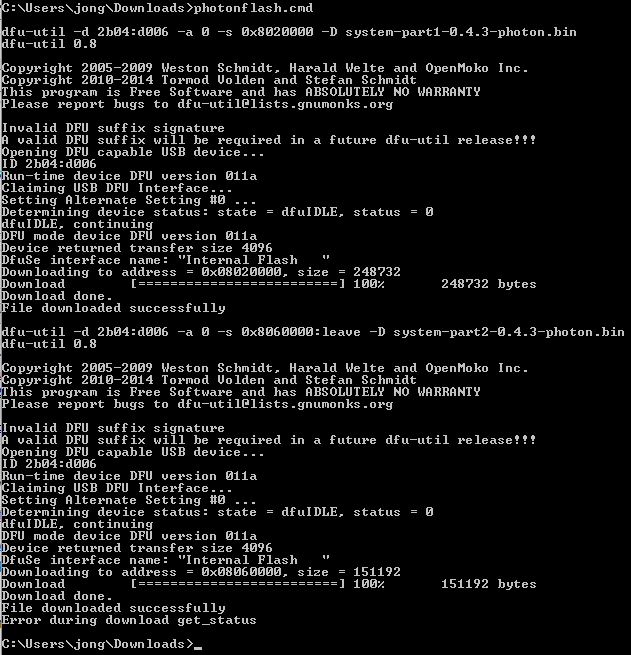 C:\Users\jong\Downloads>photonflash.cmd
dfu-util -d 2b04:d006 -a 0 -s 0x8020000 -D system-part1-0.4.3-photon.bin
dfu-util 0.8
Copyright 2005-2009 Weston Schmidt, Harald Welte and OpenMoko Inc.
Copyright 2010-2014 Tormod Volden and Stefan Schmidt
This program is Free Software and has ABSOLUTELY NO WARRANTY
Please report bugs to dfu-util@lists.gnumonks.org
Invalid DFU suffix signature
A valid DFU suffix will be required in a future dfu-util release!!!
Opening DFU capable USB device...
ID 2b04:d006
Run-time device DFU version 011a
Claiming USB DFU Interface...
Setting Alternate Setting #0 ...
Determining device status: state = dfuIDLE, status = 0
dfuIDLE, continuing
DFU mode device DFU version 011a
Device returned transfer size 4096
DfuSe interface name: "Internal Flash   "
Downloading to address = 0x08020000, size = 248732
Download        [=========================] 100%       248732 bytes
Download done.
File downloaded successfully
dfu-util -d 2b04:d006 -a 0 -s 0x8060000:leave -D system-part2-0.4.3-photon.bin
dfu-util 0.8
Copyright 2005-2009 Weston Schmidt, Harald Welte and OpenMoko Inc.
Copyright 2010-2014 Tormod Volden and Stefan Schmidt
This program is Free Software and has ABSOLUTELY NO WARRANTY
Please report bugs to dfu-util@lists.gnumonks.org
Invalid DFU suffix signature
A valid DFU suffix will be required in a future dfu-util release!!!
Opening DFU capable USB device...
ID 2b04:d006
Run-time device DFU version 011a
Claiming USB DFU Interface...
Setting Alternate Setting #0 ...
Determining device status: state = dfuIDLE, status = 0
dfuIDLE, continuing
DFU mode device DFU version 011a
Device returned transfer size 4096
DfuSe interface name: "Internal Flash   "
Downloading to address = 0x08060000, size = 151192
Download        [=========================] 100%       151192 bytes
Download done.
File downloaded successfully
Error during download get_status
C:\Users\jong\Downloads>_